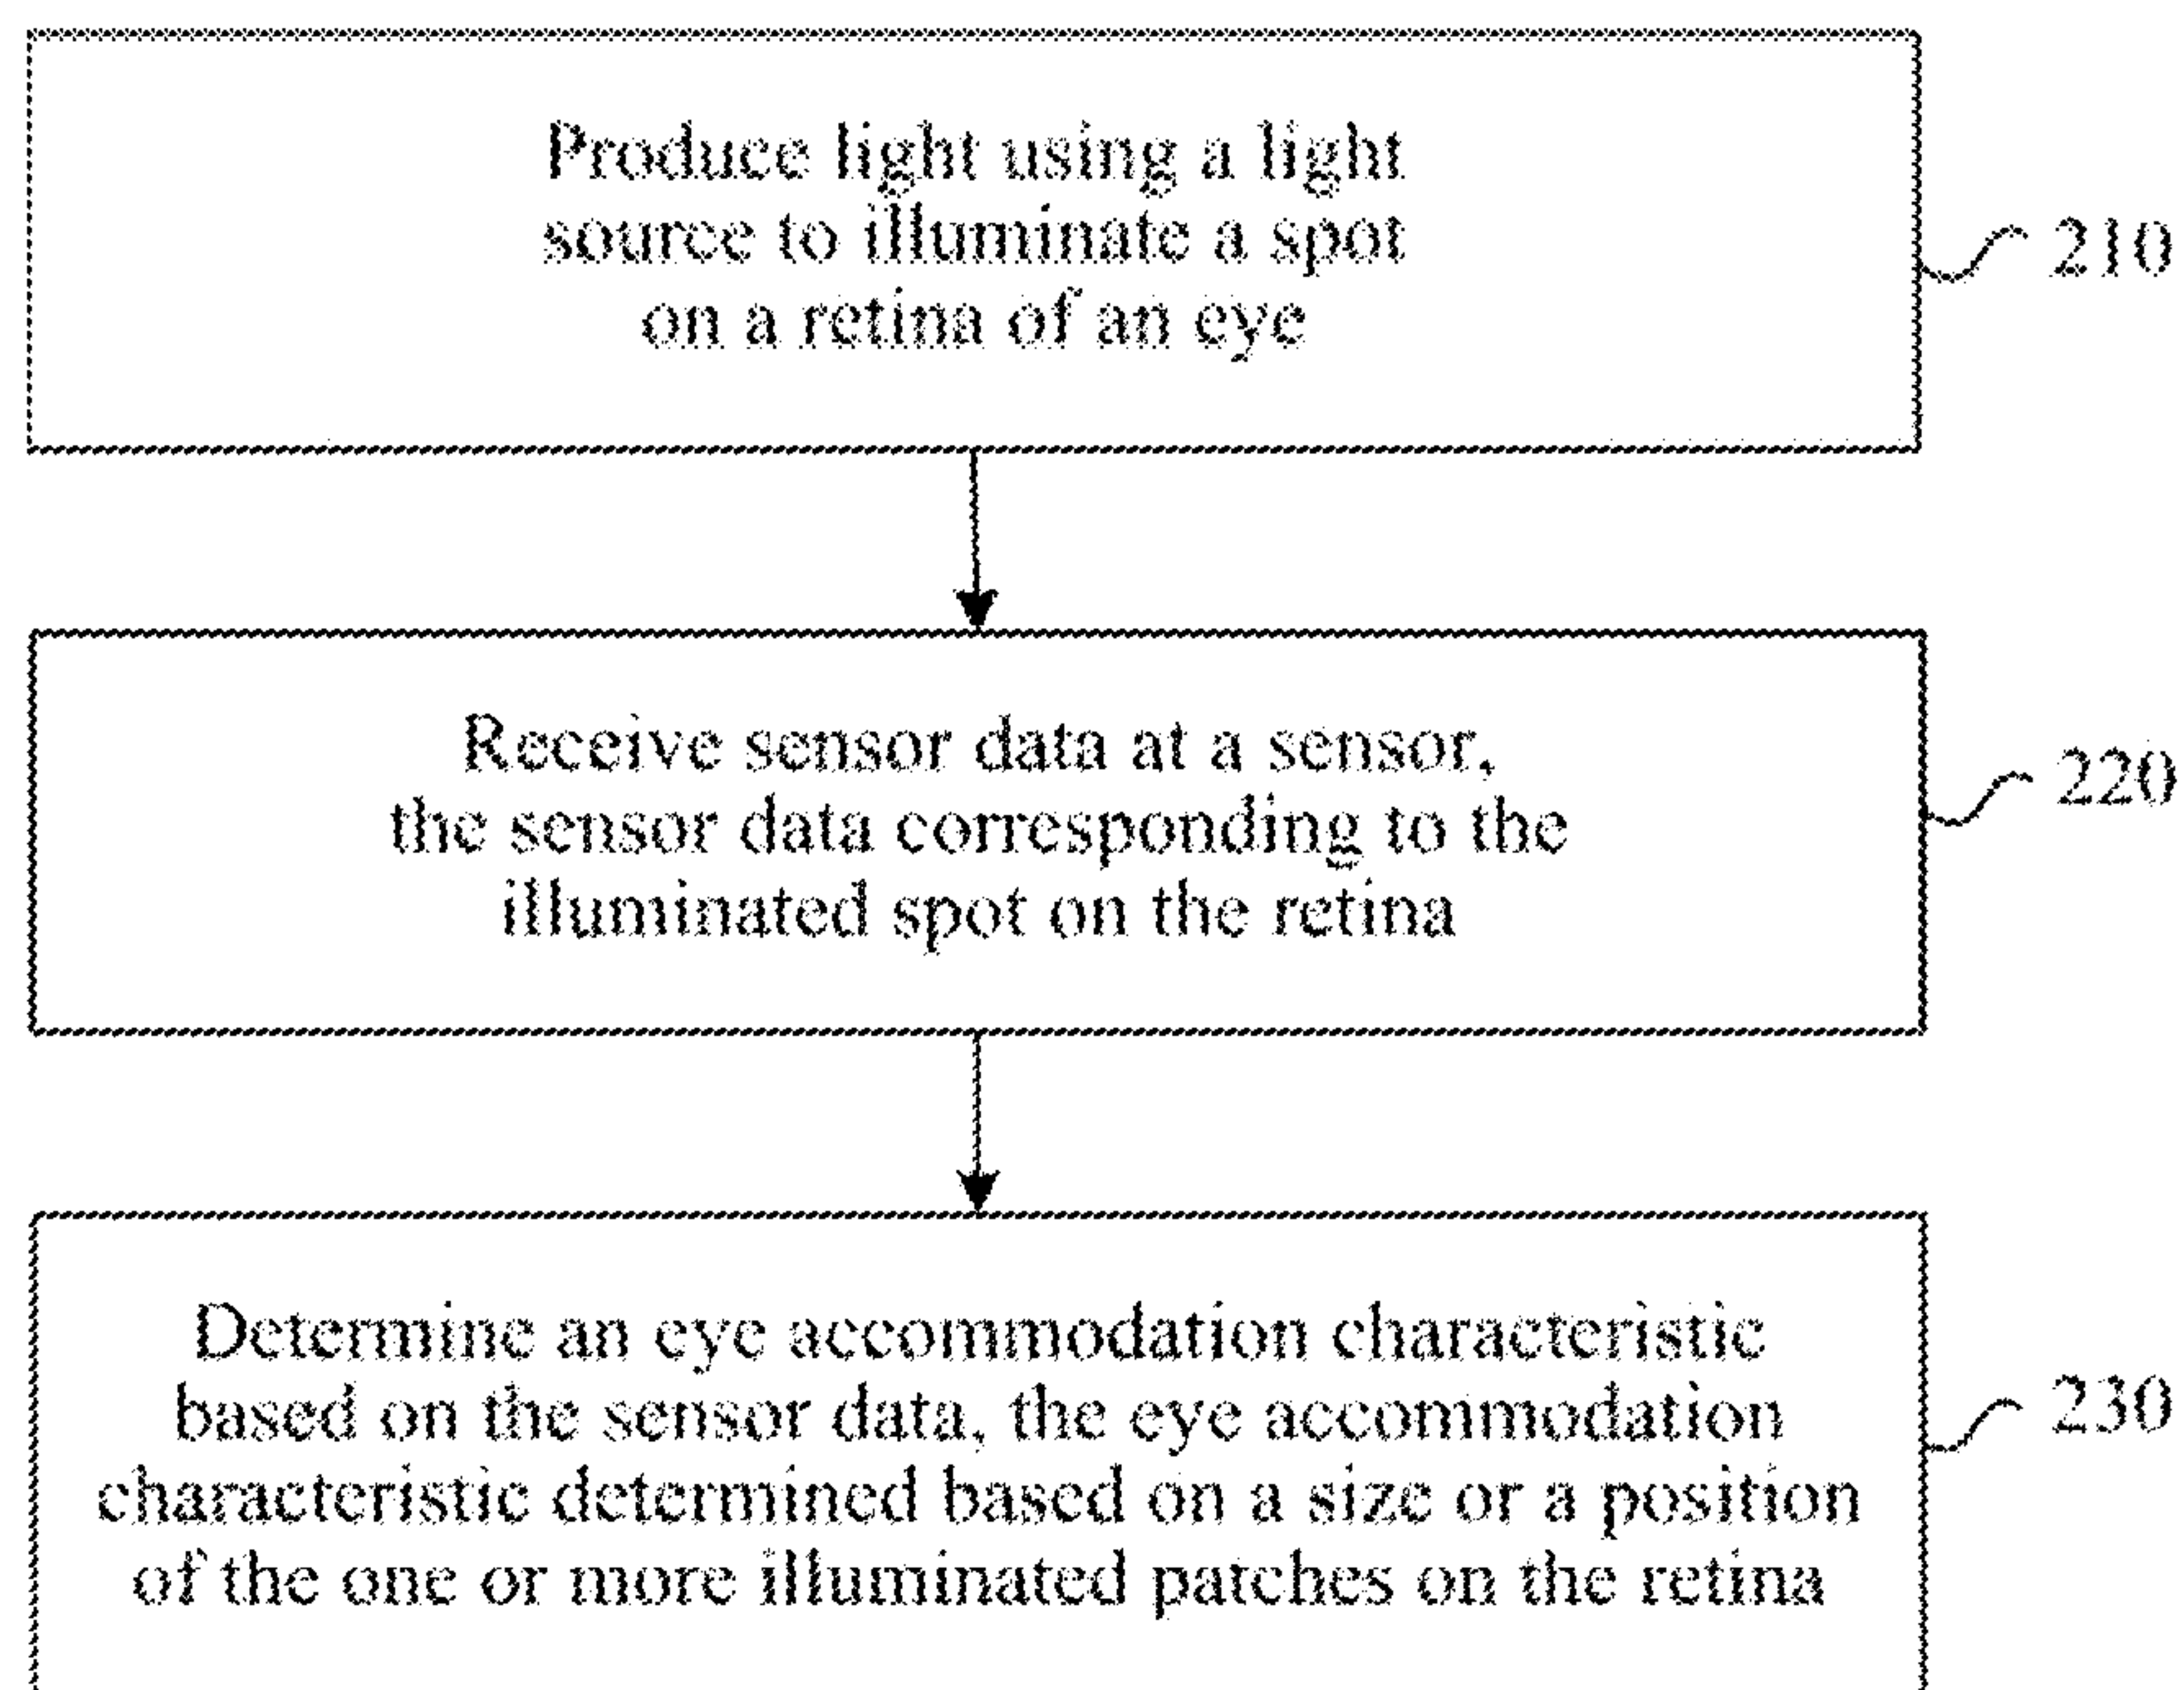 Produce light using a light
source to illuminate a spot
on a retina of an eye
210
Receive sensor data at a sensor,
the sensor data corresponding to the
illuminated spot on the retina
220
Determine an eye accommodation characteristic
based on the sensor data, the eye accommodation
characteristic determined based on a size or a position
of the one or more illuminated patches on the retina
230